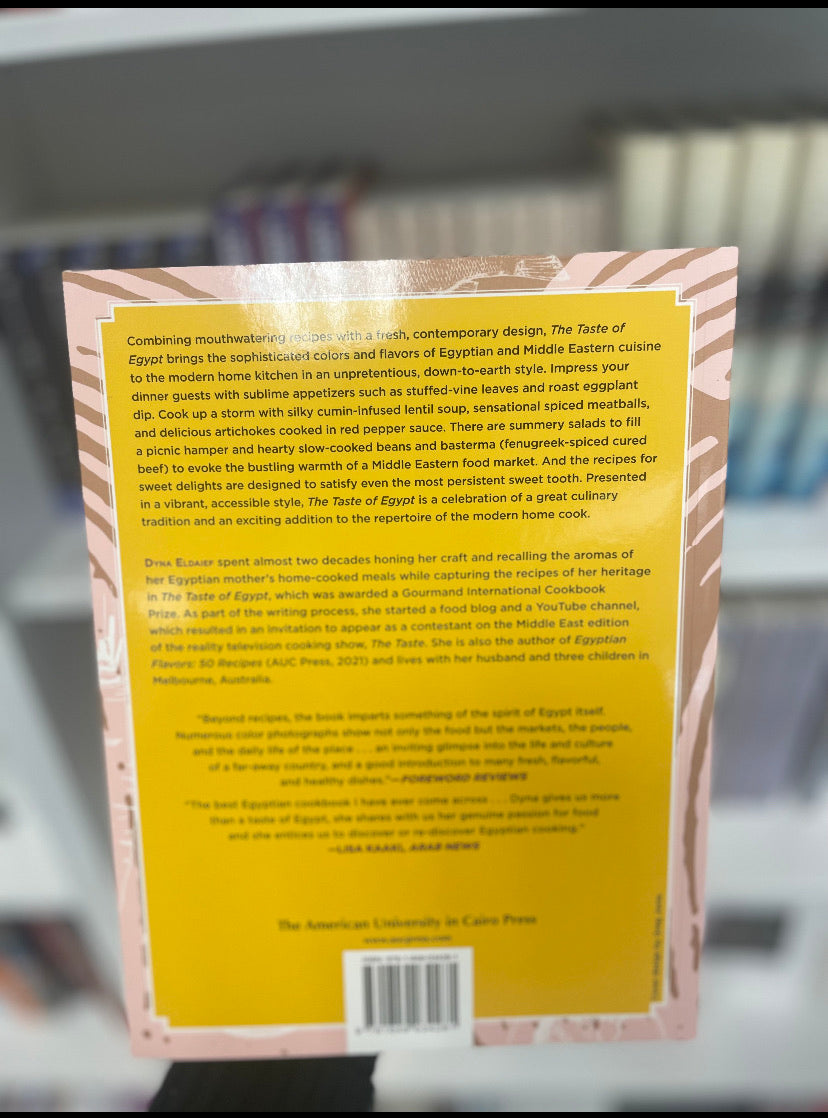 Combining mouthwatering recipes with a fresh, contemporary design, The Taste of
Egypt brings the sophisticated colors and flavors of Egyptian and Middle Eastern cuisine
to the modern home kitchen in an unpretentious, down-to-earth style. Impress your
dinner guests with sublime appetizers such as stuffed-vine leaves and roast eggplant
dip. Cook up a storm with silky cumin-infused lentil soup, sensational spiced meatballs,
and delicious artichokes cooked in red pepper sauce. There are summery salads to fill
a picnic hamper and hearty slow-cooked beans and basterma (fenugreek-spiced cured
beef) to evoke the bustling warmth of a Middle Eastern food market. And the recipes for
sweet delights are designed to satisfy even the most persistent sweet tooth. Presented
in a vibrant, accessible style, The Taste of Egypt is a celebration of a great culinary
tradition and an exciting addition to the repertoire of the modern home cook.
DYNA ELDAIEF spent almost two decades honing her craft and recalling the aromas of
her Egyptian mother's home-cooked meals while capturing the recipes of her heritage
in The Taste of Egypt, which was awarded a Gourmand International Cookbook
Prize. As part of the writing process, she started a food blog and a YouTube channel,
which resulted in an invitation to appear as a contestant on the Middle East edition
of the reality television cooking show, The Taste. She is also the author of Egyptian
Flavors: 50 Recipes (AUC Press, 2021) and lives with her husband and three children in
Melbourne, Australia.
"Beyond recipes, the book imparts something of the spirit of Egypt itself.
Numerous color photographs show not only the food but the markets, the people,
and the daily life of the place . . . an inviting glimpse into the life and culture
of a far-away country, and a good introduction to many fresh, flavorful,
and healthy dishes."—FOREWORD REVIEWS
"The best Egyptian cookbook I have ever come across . . . Dyna gives us more
than a taste of Egypt, she shares with us her genuine passion for food
and she entices us to discover or re-discover Egyptian cooking."
—LISA KAAKI, ARAB NEWS
The American University in Cairo Press
www.aucpress.com